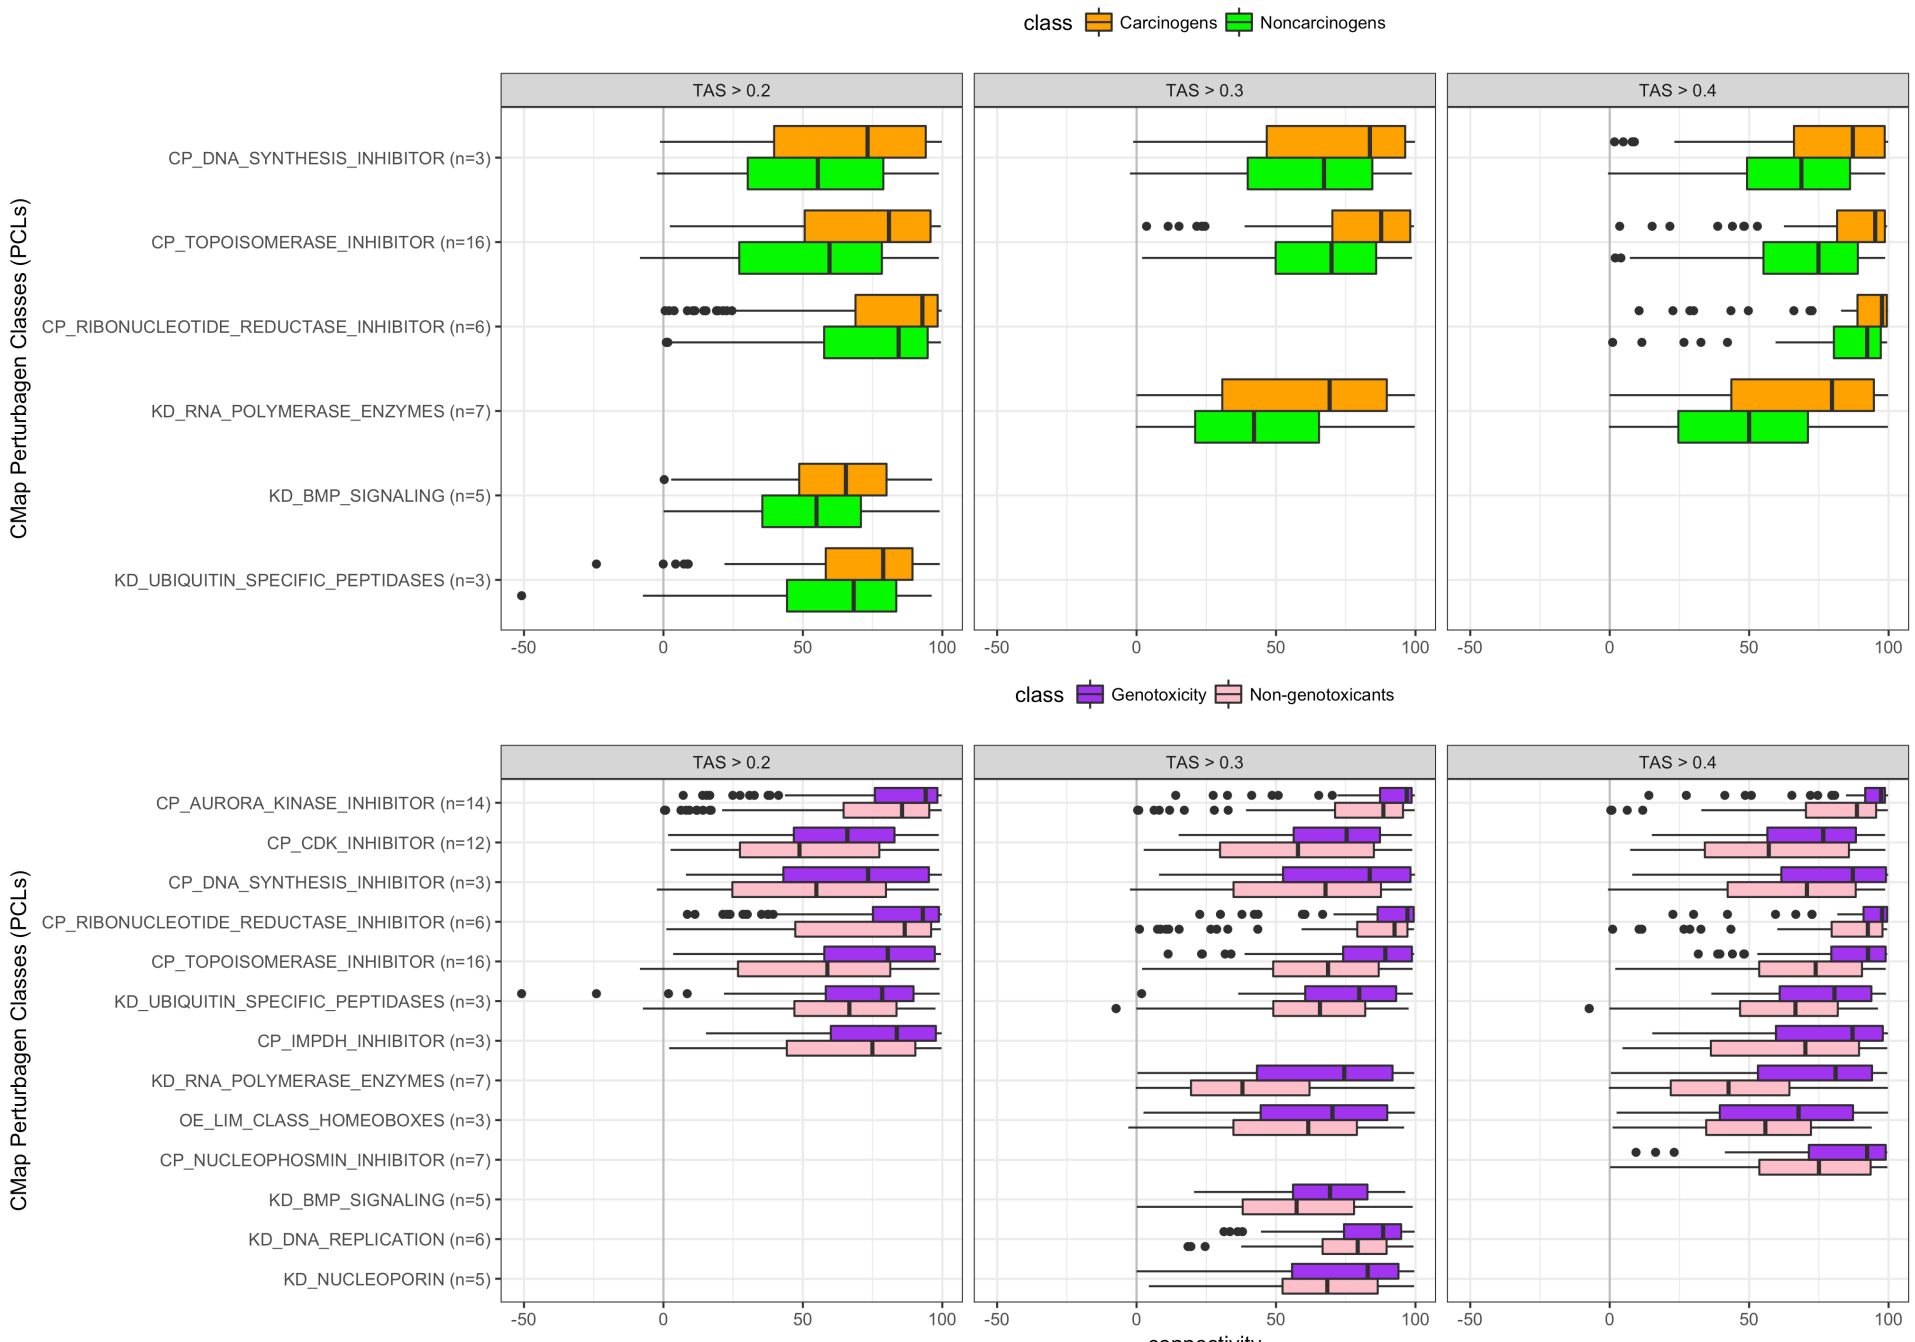 class Carcinogens Noncarcinogens
TAS > 0.2 TAS > 0.3 TAS > 0.4
CMap Perturbagen Classes (PCLs)
CP_DNA_SYNTHESIS_INHIBITOR (n=3)
CP_TOPOISOMERASE_INHIBITOR (n=16)
CP_RIBONUCLEOTIDE_REDUCTASE_INHIBITOR (n=6)
KD_RNA_POLYMERASE_ENZYMES (n=7)
KD_BMP_SIGNALING (n=5)
KD_UBIQUITIN_SPECIFIC_PEPTIDASES (n=3)
-50 0 50 100 -50 0 50 100 -50 0 50 100
class Genotoxicity Non-genotoxicants
TAS > 0.2 TAS > 0.3 TAS > 0.4
CMap Perturbagen Classes (PCLs)
CP_AURORA_KINASE_INHIBITOR (n=14)
CP_CDK_INHIBITOR (n=12)
CP_DNA_SYNTHESIS_INHIBITOR (n=3)
CP_RIBONUCLEOTIDE_REDUCTASE_INHIBITOR (n=6)
CP_TOPOISOMERASE_INHIBITOR (n=16)
KD_UBIQUITIN_SPECIFIC_PEPTIDASES (n=3)
CP_IMPDH_INHIBITOR (n=3)
KD_RNA_POLYMERASE_ENZYMES (n=7)
OE_LIM_CLASS_HOMEOBOXES (n=3)
CP_NUCLEOPHOSMIN_INHIBITOR (n=7)
KD_BMP_SIGNALING (n=5)
KD_DNA_REPLICATION (n=6)
KD_NUCLEOPORIN (n=5)
-50 0 50 100 -50 0 50 100 -50 0 50 100
connectivity